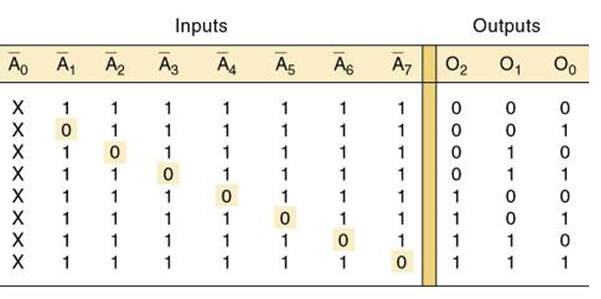 Inputs Outputs
A̅₀ A̅₁ A̅₂ A̅₃ A̅₄ A̅₅ A̅₆ A̅₇ O₂ O₁ O₀
X 1 1 1 1 1 1 1 0 0 0
X 0 1 1 1 1 1 1 0 0 1
X 1 0 1 1 1 1 1 0 1 0
X 1 1 0 1 1 1 1 0 1 1
X 1 1 1 0 1 1 1 1 0 0
X 1 1 1 1 0 1 1 1 0 1
X 1 1 1 1 1 0 1 1 1 0
X 1 1 1 1 1 1 0 1 1 1